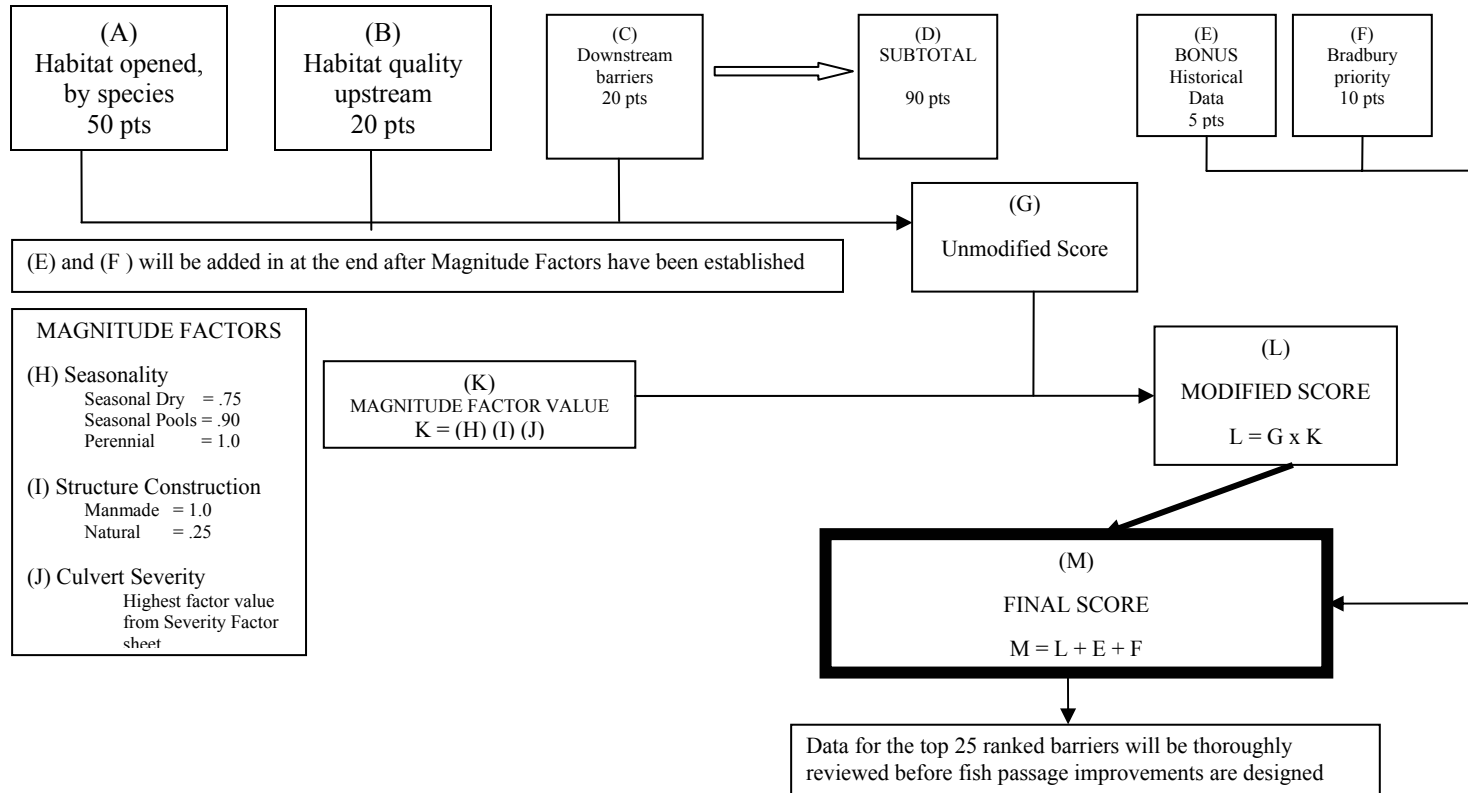 (A)
Habitat opened,
by species
50 pts
(B)
Habitat quality
upstream
20 pts
(C)
Downstream
barriers
20 pts
(D)
SUBTOTAL
90 pts
(E)
BONUS
Historical
Data
5 pts
(F)
Bradbury
priority
10 pts
(G)
Unmodified Score
(E) and (F ) will be added in at the end after Magnitude Factors have been established
MAGNITUDE FACTORS
(H) Seasonality
Seasonal Dry = .75
Seasonal Pools = .90
Perennial = 1.0
(I) Structure Construction
Manmade = 1.0
Natural = .25
(J) Culvert Severity
Highest factor value
from Severity Factor
sheet
(K)
MAGNITUDE FACTOR VALUE
K = (H) (I) (J)
(L)
MODIFIED SCORE
L = G x K
(M)
FINAL SCORE
M = L + E + F
Data for the top 25 ranked barriers will be thoroughly
reviewed before fish passage improvements are designed